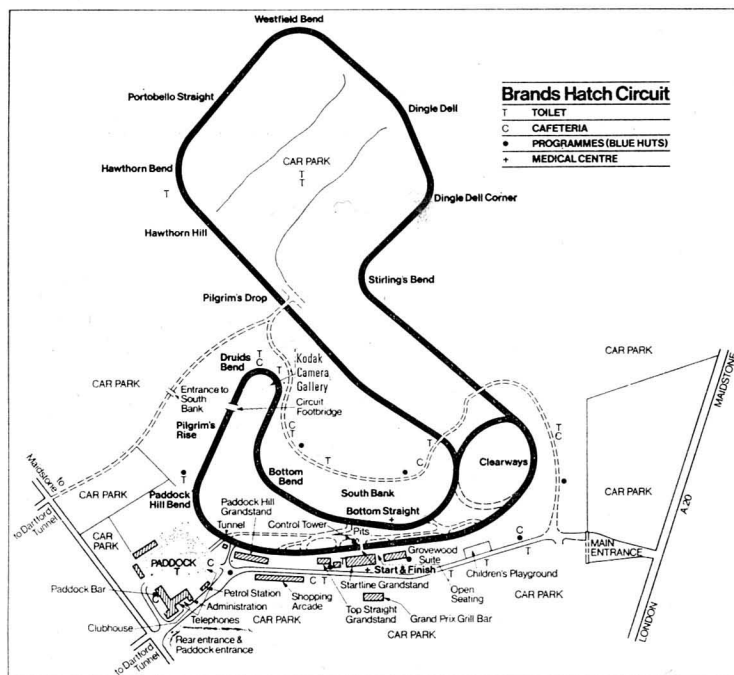 Westfield Bend
Portobello Straight
Dingle Dell
Brands Hatch Circuit
T TOILET
C CAFETERIA
• PROGRAMMES (BLUE HUTS)
+ MEDICAL CENTRE
Hawthorn Bend
CAR PARK
T
T
T
Dingle Dell Corner
Hawthorn Hill
Stirling's Bend
Pilgrim's Drop
CAR PARK
MAIDSTONE
Druids
Bend
T
C
T
Kodak
Camera
Gallery
CAR PARK
Entrance to
South
Bank
Circuit
Footbridge
Pilgrim's
Rise
C
T
T
T
T
C
Clearways
Maidstone to
to Dartford
Tunnel
CAR PARK
T
Bottom
Bend
T
South Bank
CAR PARK
A 20
Paddock
Hill Bend
Paddock Hill
Grandstand
Bottom Straight
+
CAR
PARK
Tunnel
Control Tower
Pits
C
MAIN
ENTRANCE
PADDOCK
T
C
Grovewood
Suite
+ Start & Finish
T
T
T
Children's Playground
Paddock Bar
Petrol Station
Administration
Telephones
Shopping
Arcade
C T
Startline Grandstand
Top Straight
Grandstand
Open
Seating
CAR PARK
Clubhouse
CAR PARK
Grand Prix Grill Bar
CAR PARK
Rear entrance &
Paddock entrance
to Dartford
Tunnel
LONDON